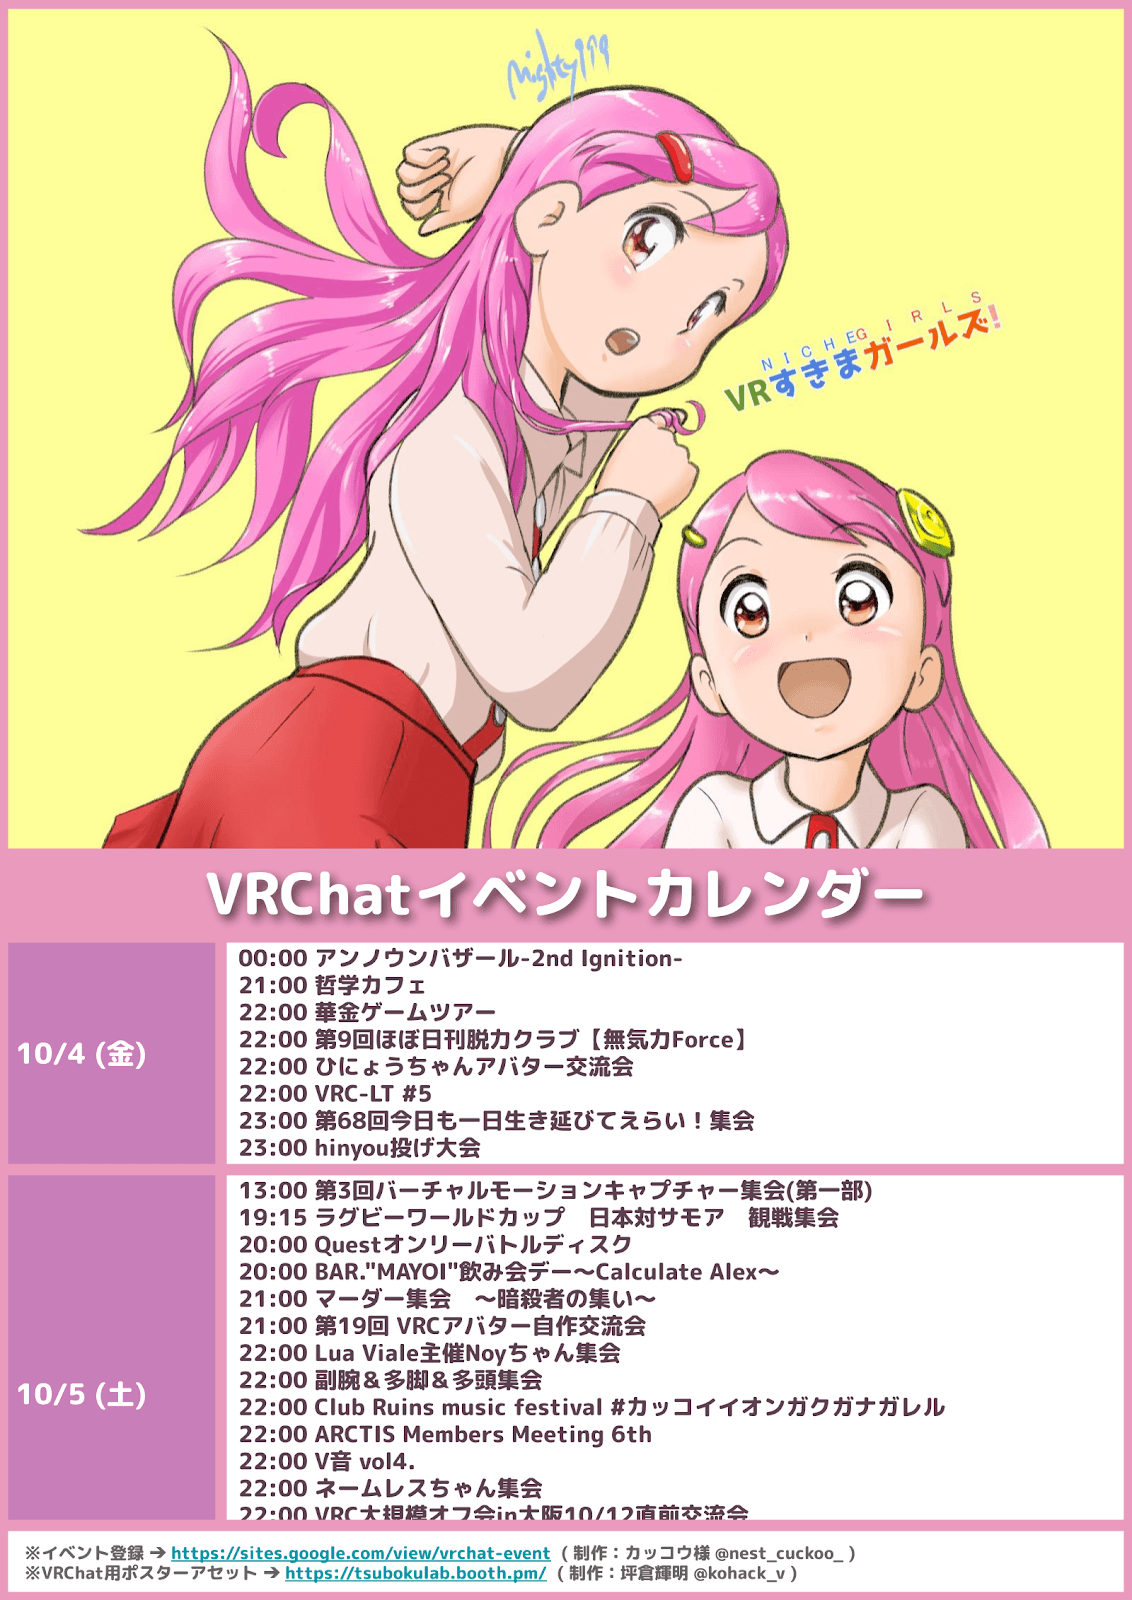 mighty199
NICHE GIRLS
VRすきまガールズ!
VRChatイベントカレンダー
10/4 (金)
00:00 アンノウンバザール-2nd Ignition-
21:00 哲学カフェ
22:00 華金ゲームツアー
22:00 第9回ほぼ日刊脱力クラブ【無気力Force】
22:00 ひにょうちゃんアバター交流会
22:00 VRC-LT #5
23:00 第68回今日も一日生き延びてえらい！集会
23:00 hinyou投げ大会
10/5 (土)
13:00 第3回バーチャルモーションキャプチャー集会(第一部)
19:15 ラグビーワールドカップ　日本対サモア　観戦集会
20:00 Questオンリーバトルディスク
20:00 BAR."MAYOI"飲み会デー～Calculate Alex～
21:00 マーダー集会　～暗殺者の集い～
21:00 第19回 VRCアバター自作交流会
22:00 Lua Viale主催Noyちゃん集会
22:00 副腕＆多脚＆多頭集会
22:00 Club Ruins music festival #カッコイイオンガクガナガレル
22:00 ARCTIS Members Meeting 6th
22:00 V音 vol4.
22:00 ネームレスちゃん集会
22:00 VRC大規模オフ会in大阪10/12直前交流会
※イベント登録 → https://sites.google.com/view/vrchat-event ( 制作：カッコウ様 @nest_cuckoo_ )
※VRChat用ポスターアセット → https://tsubokulab.booth.pm/ ( 制作：坪倉輝明 @kohack_v )